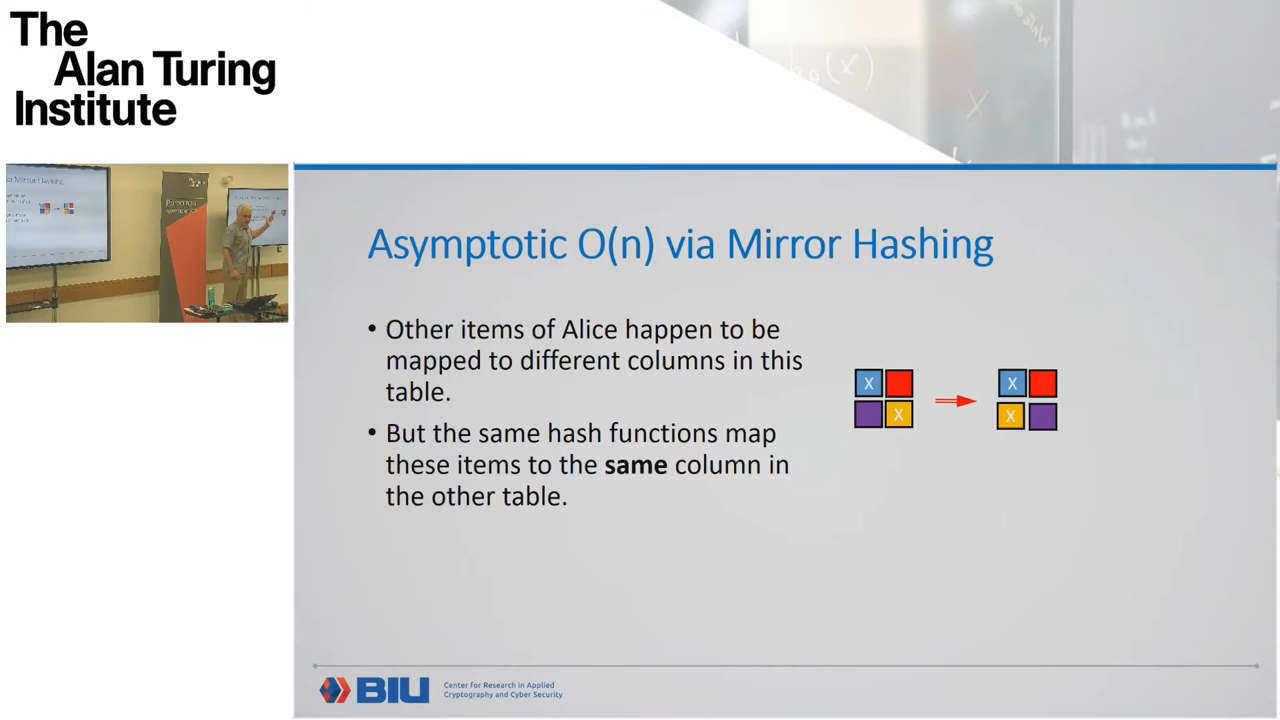 The
Alan Turing
Institute
Asymptotic O(n) via Mirror Hashing
• Other items of Alice happen to be
mapped to different columns in this
table.
• But the same hash functions map
these items to the same column in
the other table.
X
X
X
X
BIU
Center for Research in Applied
Cryptography and Cyber Security